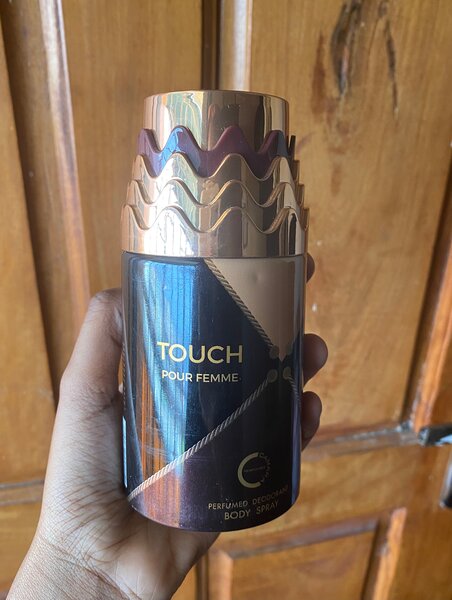 TOUCH
POUR FEMME
PERFUMED DEODORANT
BODY SPRAY